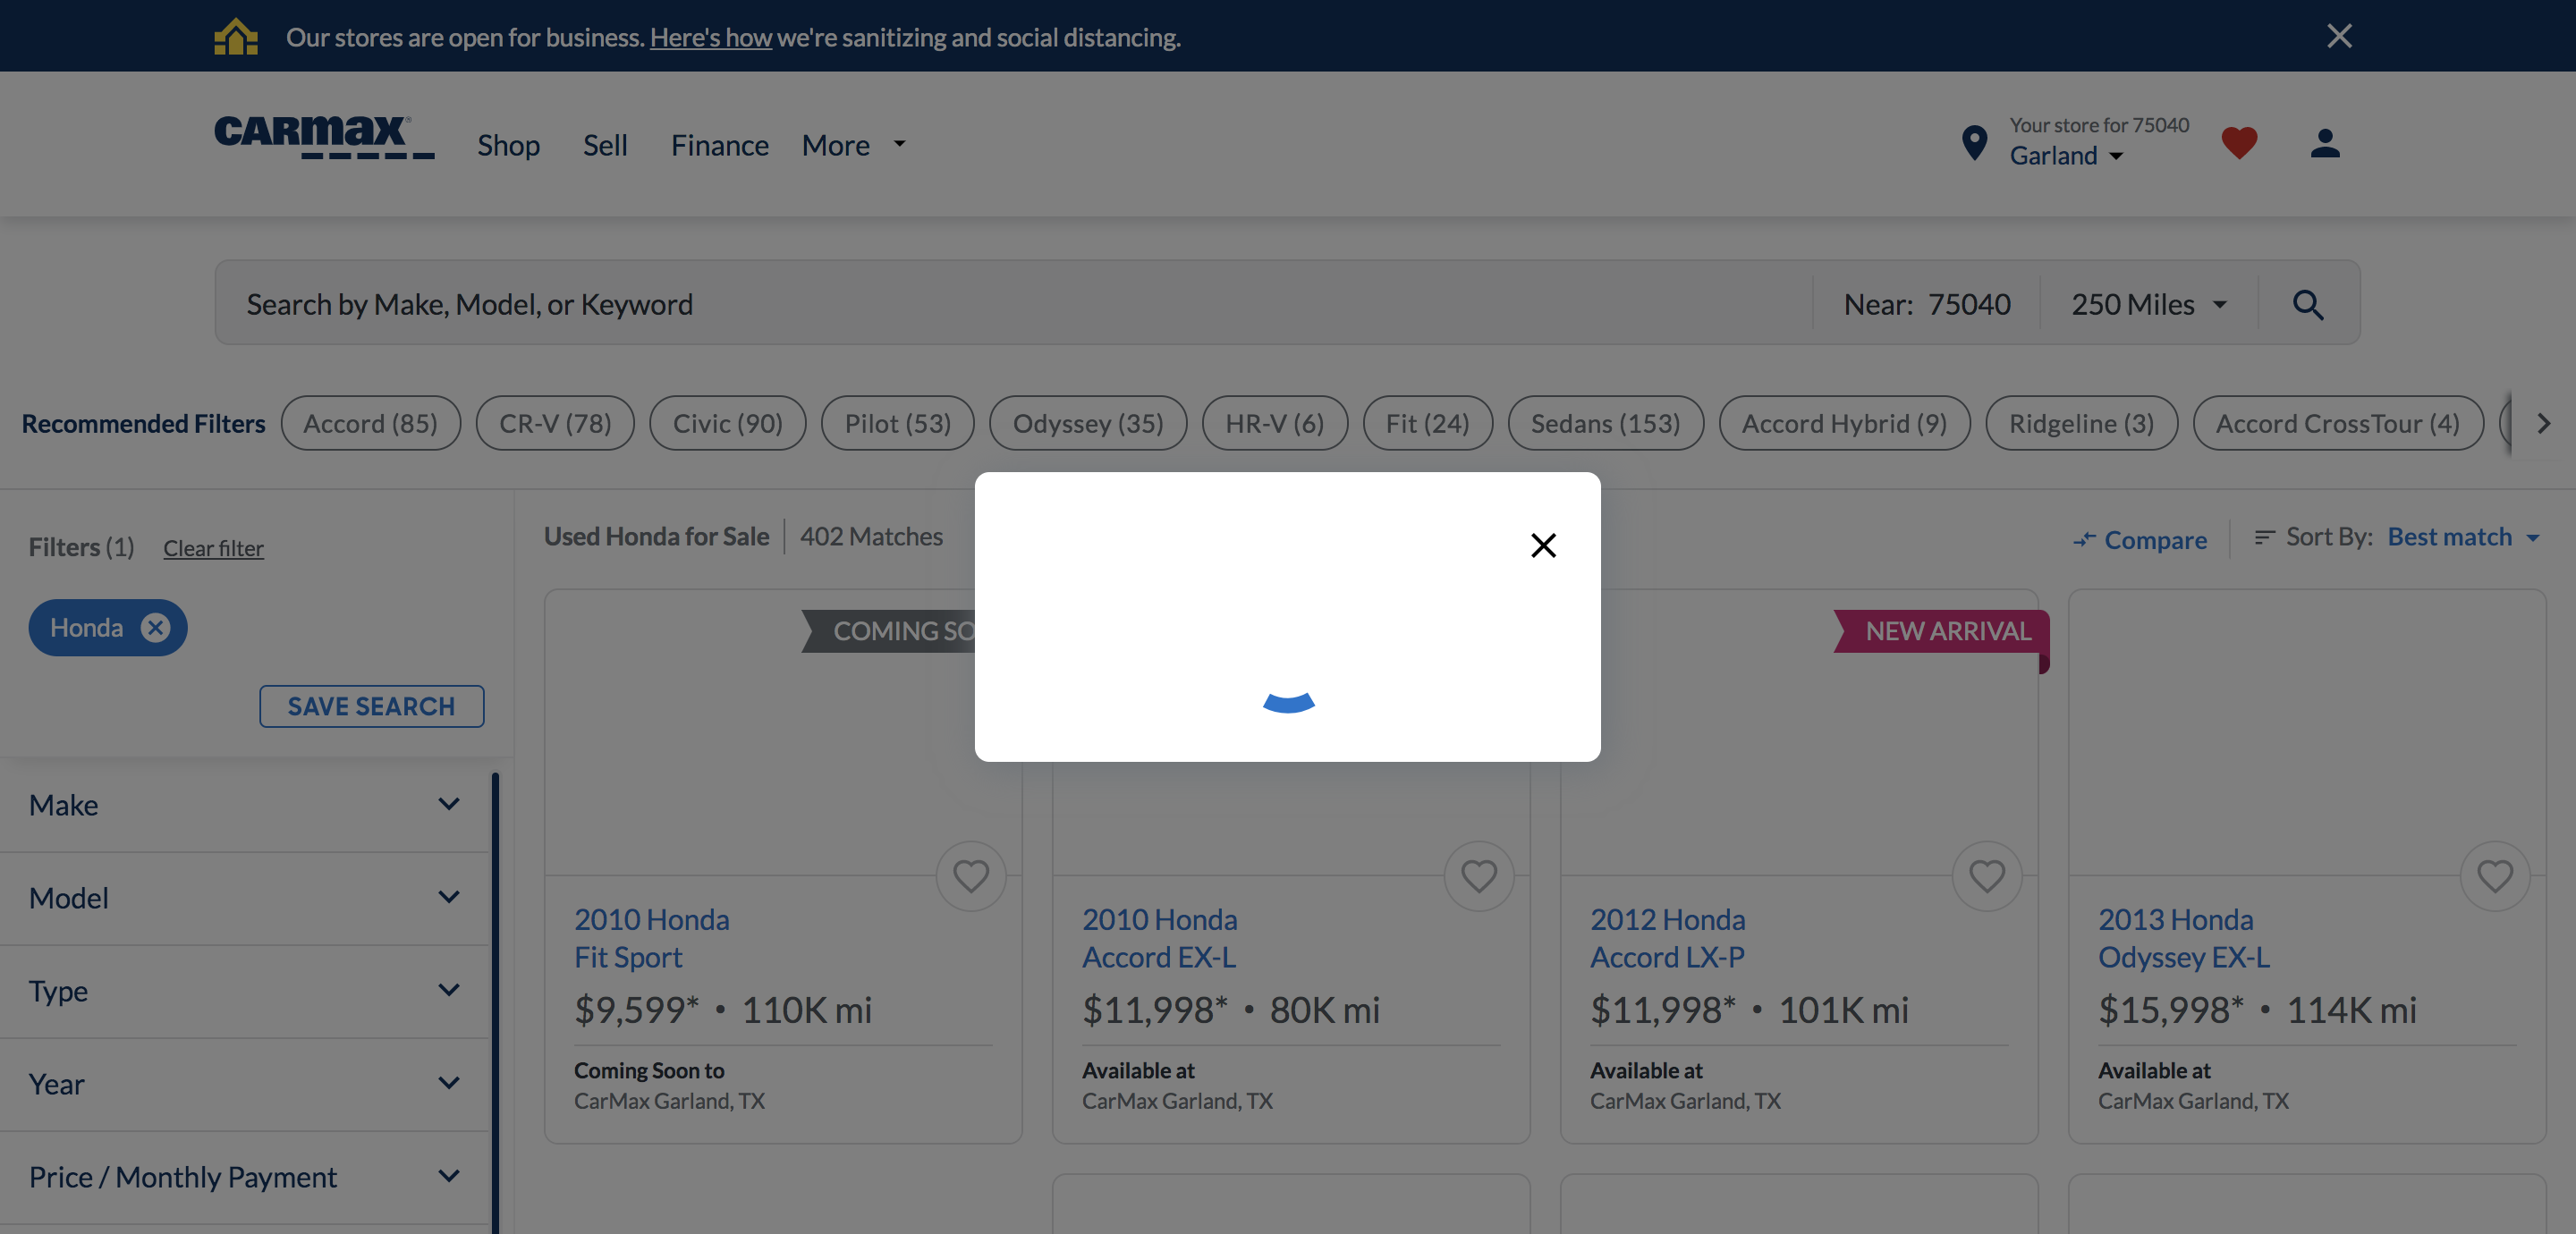 Our stores are open for business. Here's how we're sanitizing and social distancing.
CARMAX
Shop Sell Finance More
Your store for 75040
Garland
Search by Make, Model, or Keyword Near: 75040 250 Miles
Recommended Filters Accord (85) CR-V (78) Civic (90) Pilot (53) Odyssey (35) HR-V (6) Fit (24) Sedans (153) Accord Hybrid (9) Ridgeline (3) Accord CrossTour (4)
Filters (1) Clear filter
Honda
SAVE SEARCH
Make
Model
Type
Year
Price / Monthly Payment
Used Honda for Sale 402 Matches
Compare Sort By: Best match
COMING SO
NEW ARRIVAL
2010 Honda
Fit Sport
$9,599* • 110K mi
Coming Soon to
CarMax Garland, TX
2010 Honda
Accord EX-L
$11,998* • 80K mi
Available at
CarMax Garland, TX
2012 Honda
Accord LX-P
$11,998* • 101K mi
Available at
CarMax Garland, TX
2013 Honda
Odyssey EX-L
$15,998* • 114K mi
Available at
CarMax Garland, TX